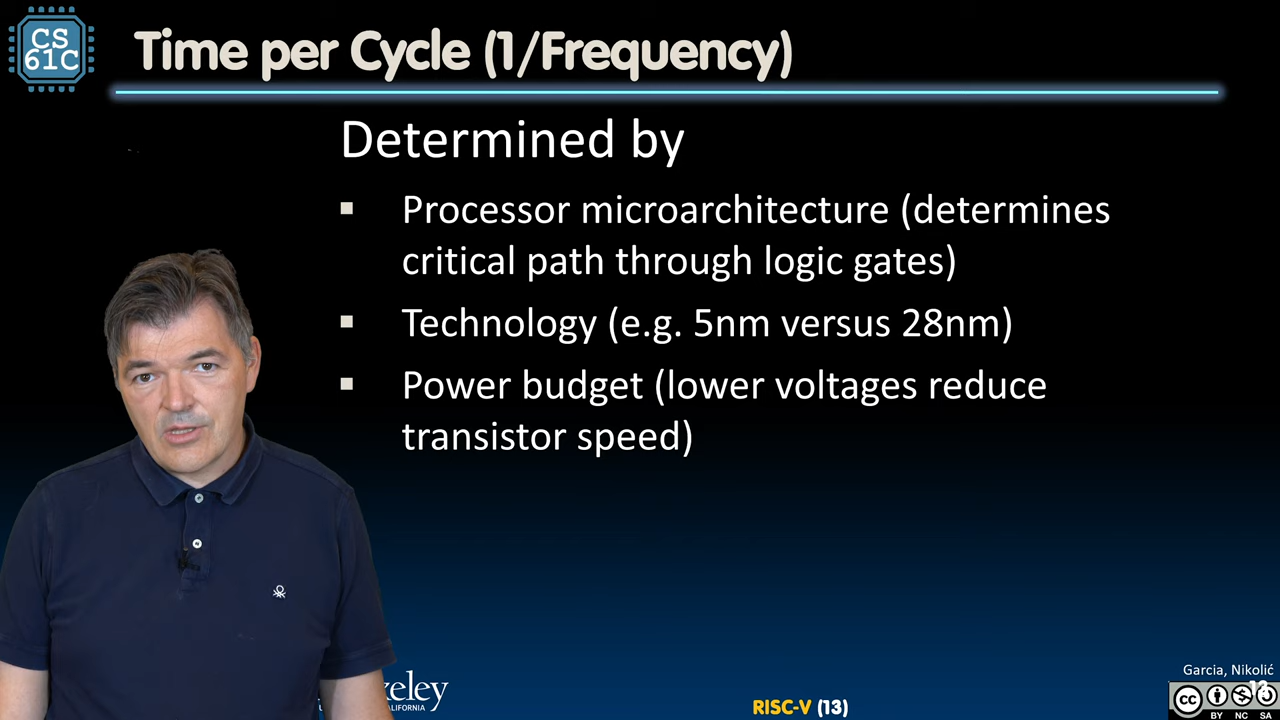 CS
61C
Time per Cycle (1/Frequency)
Determined by
▪ Processor microarchitecture (determines
critical path through logic gates)
▪ Technology (e.g. 5nm versus 28nm)
▪ Power budget (lower voltages reduce
transistor speed)
Garcia, Nikolić
RISC-V (13)
BY NC SA